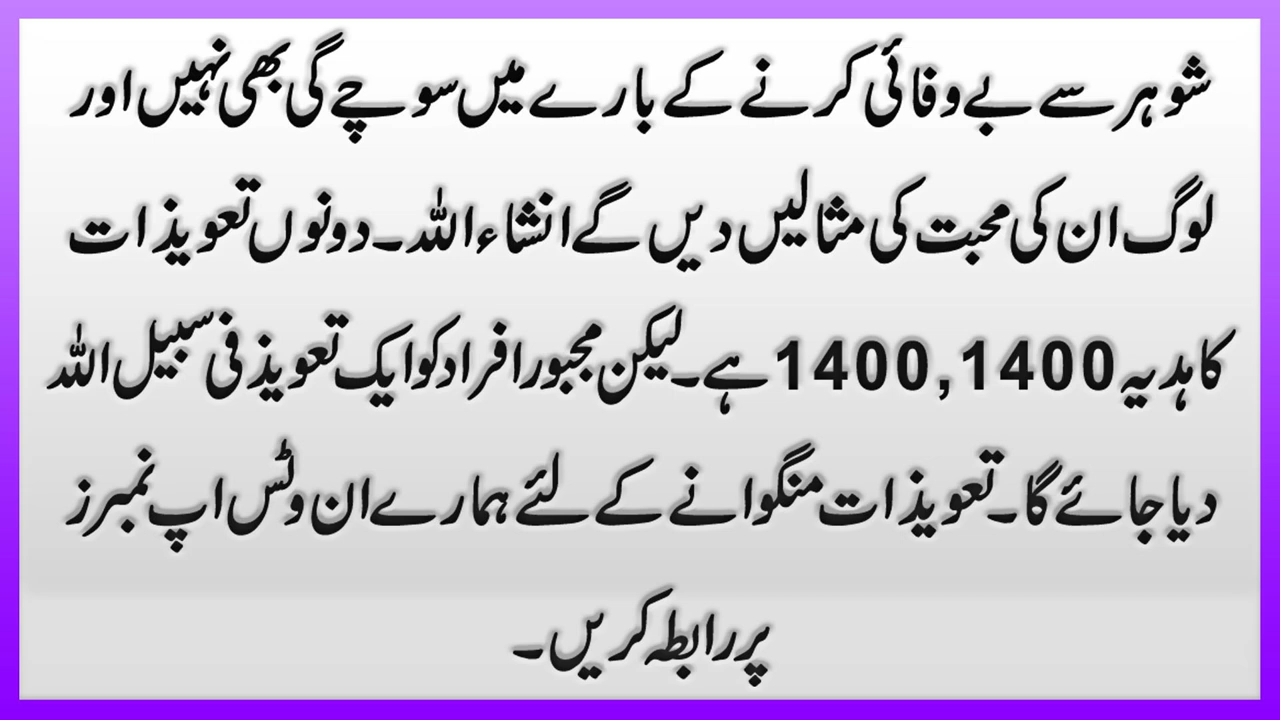 شوہر سے بے وفائی کرنے کے بارے میں سوچے گی بھی نہیں اور
لوگ ان کی محبت کی مثالیں دیں گے انشاء اللہ۔ دونوں تعویذات
کا ہدیہ 1400,1400 ہے۔ لیکن مجبور افراد کو ایک تعویذ فی سبیل اللہ
دیا جائے گا۔ تعویذات منگوانے کے لئے ہمارے ان وٹس اپ نمبرز
پر رابطہ کریں۔